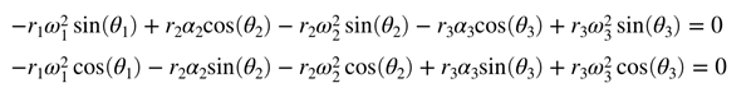 −r₁ω₁² sin(θ₁) + r₂α₂cos(θ₂) − r₂ω₂² sin(θ₂) − r₃α₃cos(θ₃) + r₃ω₃² sin(θ₃) = 0
−r₁ω₁² cos(θ₁) − r₂α₂sin(θ₂) − r₂ω₂² cos(θ₂) + r₃α₃sin(θ₃) + r₃ω₃² cos(θ₃) = 0